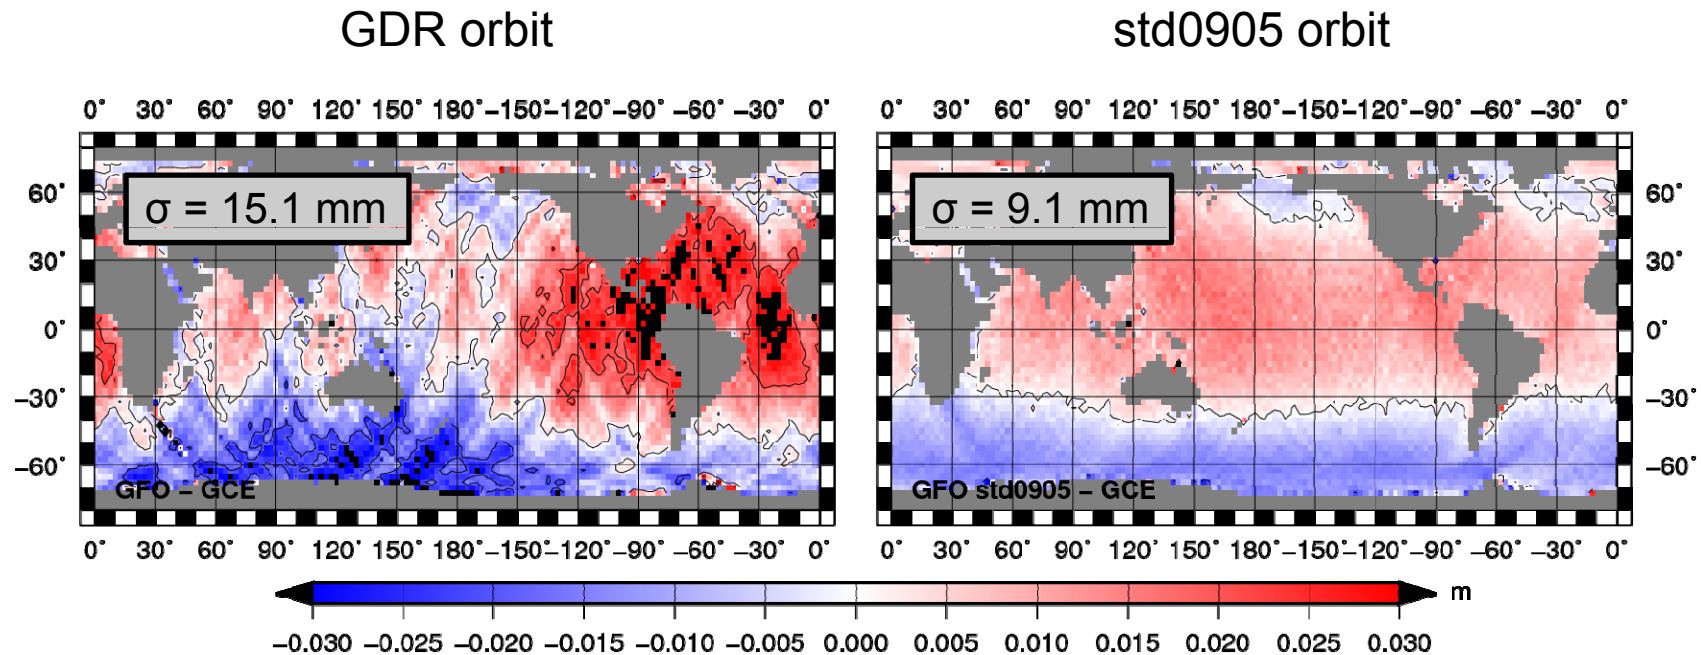 GDR orbit
std0905 orbit
0° 30° 60° 90° 120° 150° 180° −150° −120° −90° −60° −30° 0°
0° 30° 60° 90° 120° 150° 180° −150° −120° −90° −60° −30° 0°
60°
30°
0°
−30°
−60°
σ = 15.1 mm
GFO − GCE
σ = 9.1 mm
GFO std0905 − GCE
60°
30°
0°
−30°
−60°
0° 30° 60° 90° 120° 150° 180° −150° −120° −90° −60° −30° 0°
0° 30° 60° 90° 120° 150° 180° −150° −120° −90° −60° −30° 0°
m
−0.030 −0.025 −0.020 −0.015 −0.010 −0.005 0.000 0.005 0.010 0.015 0.020 0.025 0.030